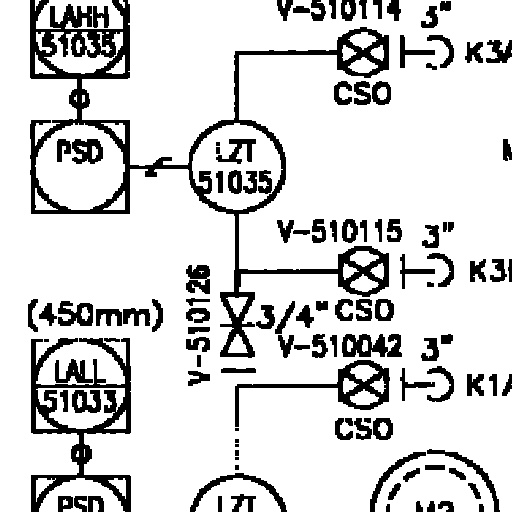 V-510114 3"
LAHH
51035
K3/
CSO
PSD
LZT
51035
V-510115 3"
V-510126
K3
(450mm)
3/4" CSO
V-510042 3"
LALL
51033
K1/
CSO
PSD
LZT
M2